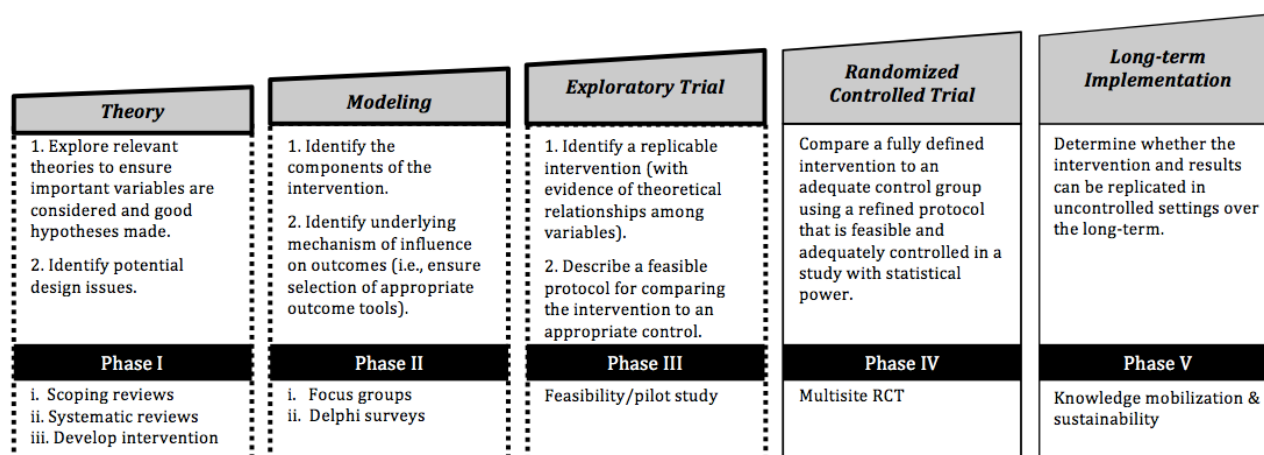 Theory
1. Explore relevant
theories to ensure
important variables are
considered and good
hypotheses made.
2. Identify potential
design issues.
Phase I
i. Scoping reviews
ii. Systematic reviews
iii. Develop intervention
Modeling
1. Identify the
components of the
intervention.
2. Identify underlying
mechanism of influence
on outcomes (i.e., ensure
selection of appropriate
outcome tools).
Phase II
i. Focus groups
ii. Delphi surveys
Exploratory Trial
1. Identify a replicable
intervention (with
evidence of theoretical
relationships among
variables).
2. Describe a feasible
protocol for comparing
the intervention to an
appropriate control.
Phase III
Feasibility/pilot study
Randomized
Controlled Trial
Compare a fully defined
intervention to an
adequate control group
using a refined protocol
that is feasible and
adequately controlled in a
study with statistical
power.
Phase IV
Multisite RCT
Long-term
Implementation
Determine whether the
intervention and results
can be replicated in
uncontrolled settings over
the long-term.
Phase V
Knowledge mobilization &
sustainability